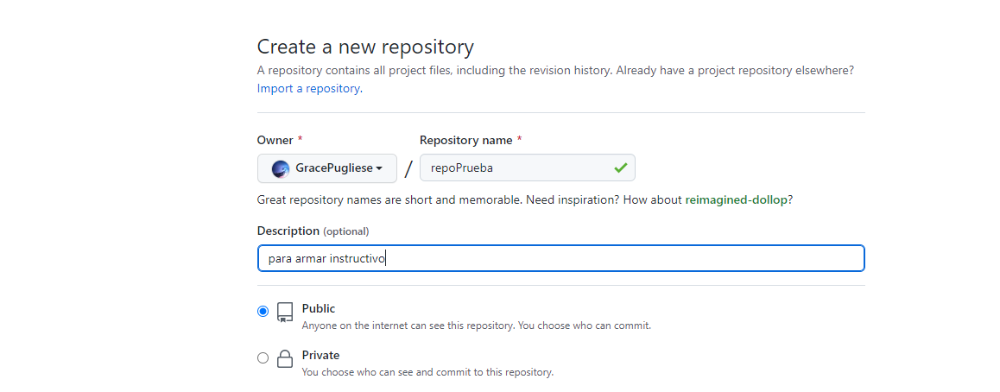 Create a new repository
A repository contains all project files, including the revision history. Already have a project repository elsewhere?
Import a repository.
Owner *
Repository name *
GracePugliese
/
repoPrueba
Great repository names are short and memorable. Need inspiration? How about reimagined-dollop?
Description (optional)
para armar instructivo
Public
Anyone on the internet can see this repository. You choose who can commit.
Private
You choose who can see and commit to this repository.